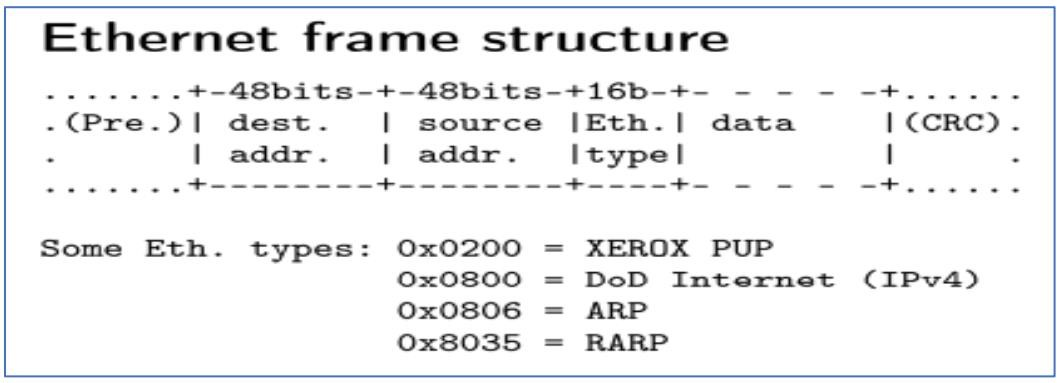 Ethernet frame structure
.......+-48bits-+-48bits-+16b-+- - - - -+......
.(Pre.)| dest. | source |Eth.| data |(CRC).
. | addr. | addr. |type| | .
.......+--------+--------+----+- - - - -+......
Some Eth. types: 0x0200 = XEROX PUP
0x0800 = DoD Internet (IPv4)
0x0806 = ARP
0x8035 = RARP